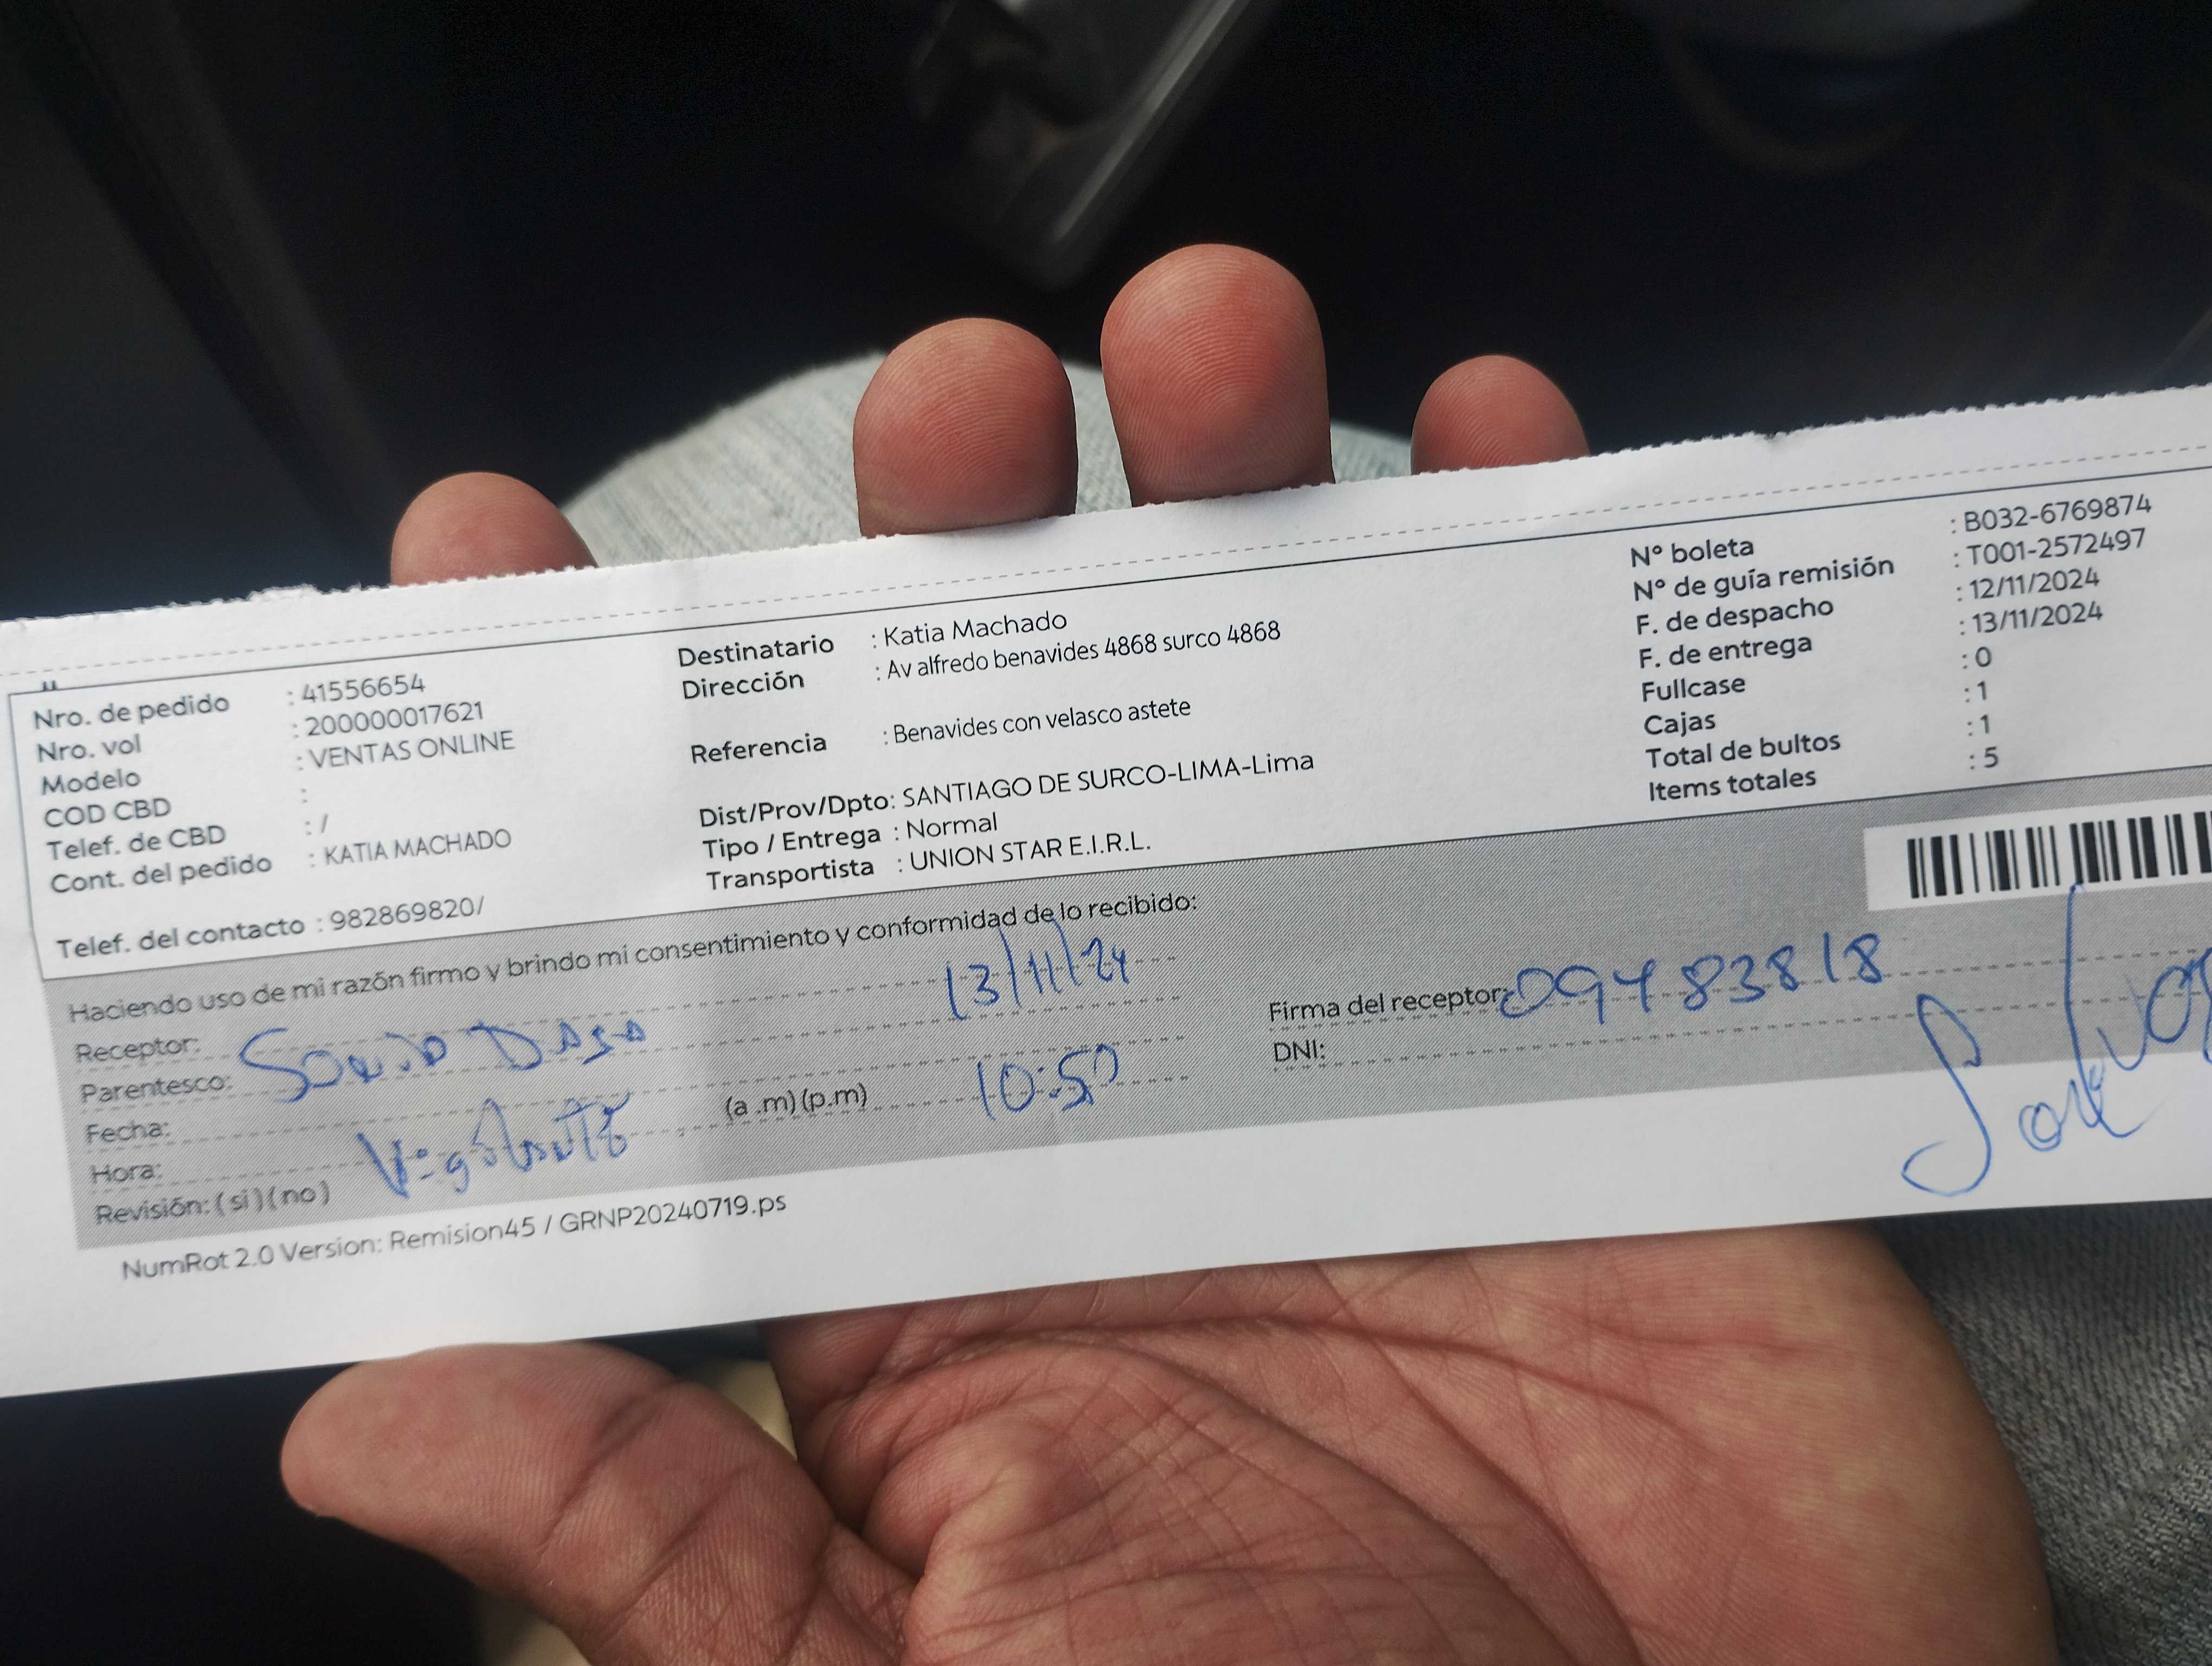 Nro. de pedido : 41556654
Nro. vol : 200000017621
Modelo : VENTAS ONLINE
COD CBD :
Telef. de CBD : /
Cont. del pedido : KATIA MACHADO
Telef. del contacto : 982869820/
Destinatario : Katia Machado
Dirección : Av alfredo benavides 4868 surco 4868
Referencia : Benavides con velasco astete
Dist/Prov/Dpto: SANTIAGO DE SURCO-LIMA-Lima
Tipo / Entrega : Normal
Transportista : UNION STAR E.I.R.L.
N° boleta : B032-6769874
N° de guía remisión : T001-2572497
F. de despacho : 12/11/2024
F. de entrega : 13/11/2024
Fullcase : 0
Cajas : 1
Total de bultos : 1
Items totales : 5
Haciendo uso de mi razón firmo y brindo mi consentimiento y conformidad de lo recibido:
Receptor:
Parentesco:
Fecha: 13/11/24
Hora: (a .m)(p.m) 10:50
Revisión: (si)(no) Vigilante
Firma del receptor: 09483818
DNI:
NumRot 2.0 Version: Remision45 / GRNP20240719.ps